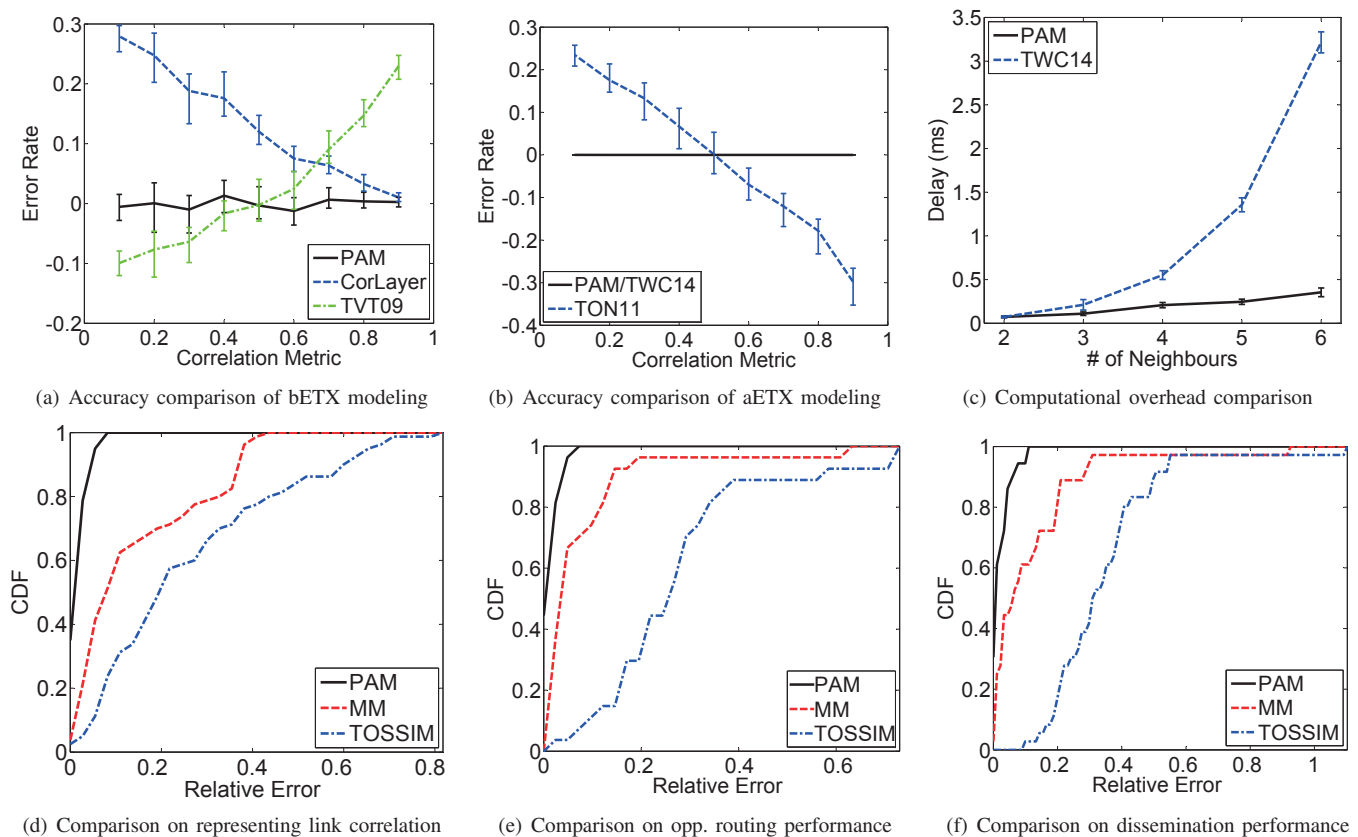 0.3
0.2
0.1
0
-0.1
-0.2
Error Rate
0
0.2
0.4
0.6
0.8
1
Correlation Metric
PAM
CorLayer
TVT09
(a) Accuracy comparison of bETX modeling
0.3
0.2
0.1
0
-0.1
-0.2
-0.3
-0.4
Error Rate
0
0.2
0.4
0.6
0.8
1
Correlation Metric
PAM/TWC14
TON11
(b) Accuracy comparison of aETX modeling
3.5
3
2.5
2
1.5
1
0.5
0
Delay (ms)
2
3
4
5
6
# of Neighbours
PAM
TWC14
(c) Computational overhead comparison
1
0.8
0.6
0.4
0.2
0
CDF
0
0.2
0.4
0.6
0.8
Relative Error
PAM
MM
TOSSIM
(d) Comparison on representing link correlation
1
0.8
0.6
0.4
0.2
0
CDF
0
0.2
0.4
0.6
Relative Error
PAM
MM
TOSSIM
(e) Comparison on opp. routing performance
1
0.8
0.6
0.4
0.2
0
CDF
0
0.2
0.4
0.6
0.8
1
Relative Error
PAM
MM
TOSSIM
(f) Comparison on dissemination performance